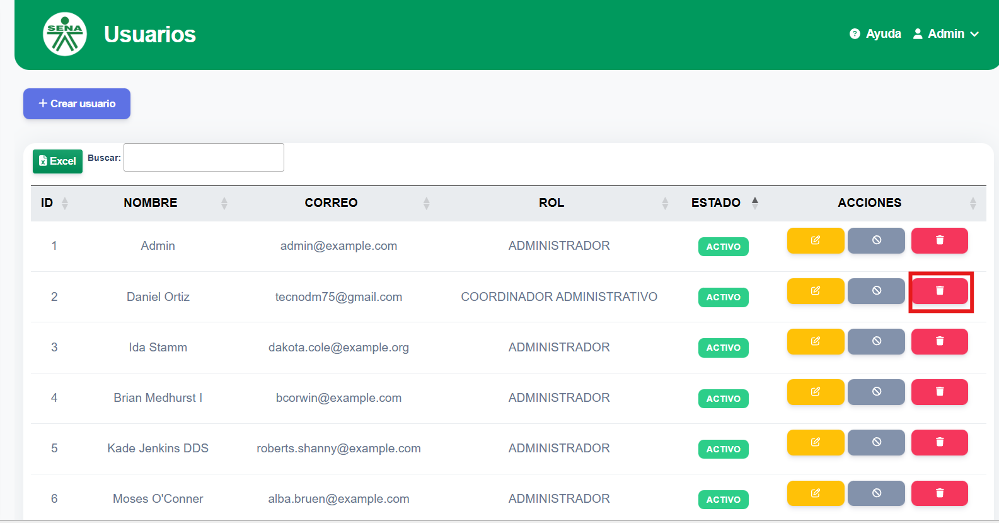 SENA
Usuarios
Ayuda
Admin
+ Crear usuario
Excel
Buscar:
ID NOMBRE CORREO ROL ESTADO ACCIONES
1 Admin admin@example.com ADMINISTRADOR ACTIVO
2 Daniel Ortiz tecnodm75@gmail.com COORDINADOR ADMINISTRATIVO ACTIVO
3 Ida Stamm dakota.cole@example.org ADMINISTRADOR ACTIVO
4 Brian Medhurst I bcorwin@example.com ADMINISTRADOR ACTIVO
5 Kade Jenkins DDS roberts.shanny@example.com ADMINISTRADOR ACTIVO
6 Moses O'Conner alba.bruen@example.com ADMINISTRADOR ACTIVO